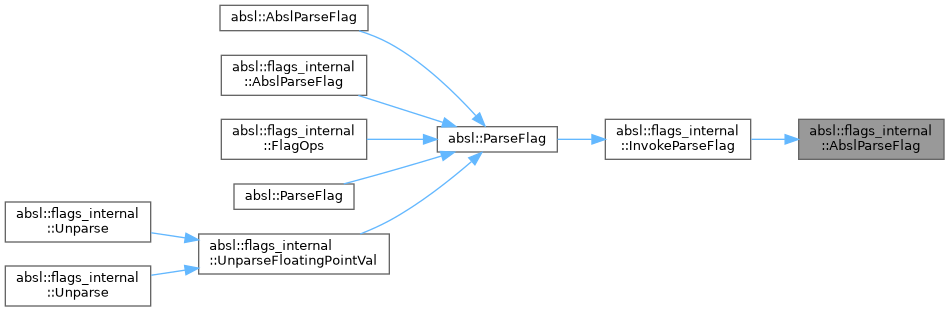 absl::AbslParseFlag
absl::flags_internal
::AbslParseFlag
absl::flags_internal
::FlagOps
absl::ParseFlag
absl::flags_internal
::Unparse
absl::flags_internal
::Unparse
absl::flags_internal
::UnparseFloatingPointVal
absl::ParseFlag
absl::flags_internal
::InvokeParseFlag
absl::flags_internal
::AbslParseFlag